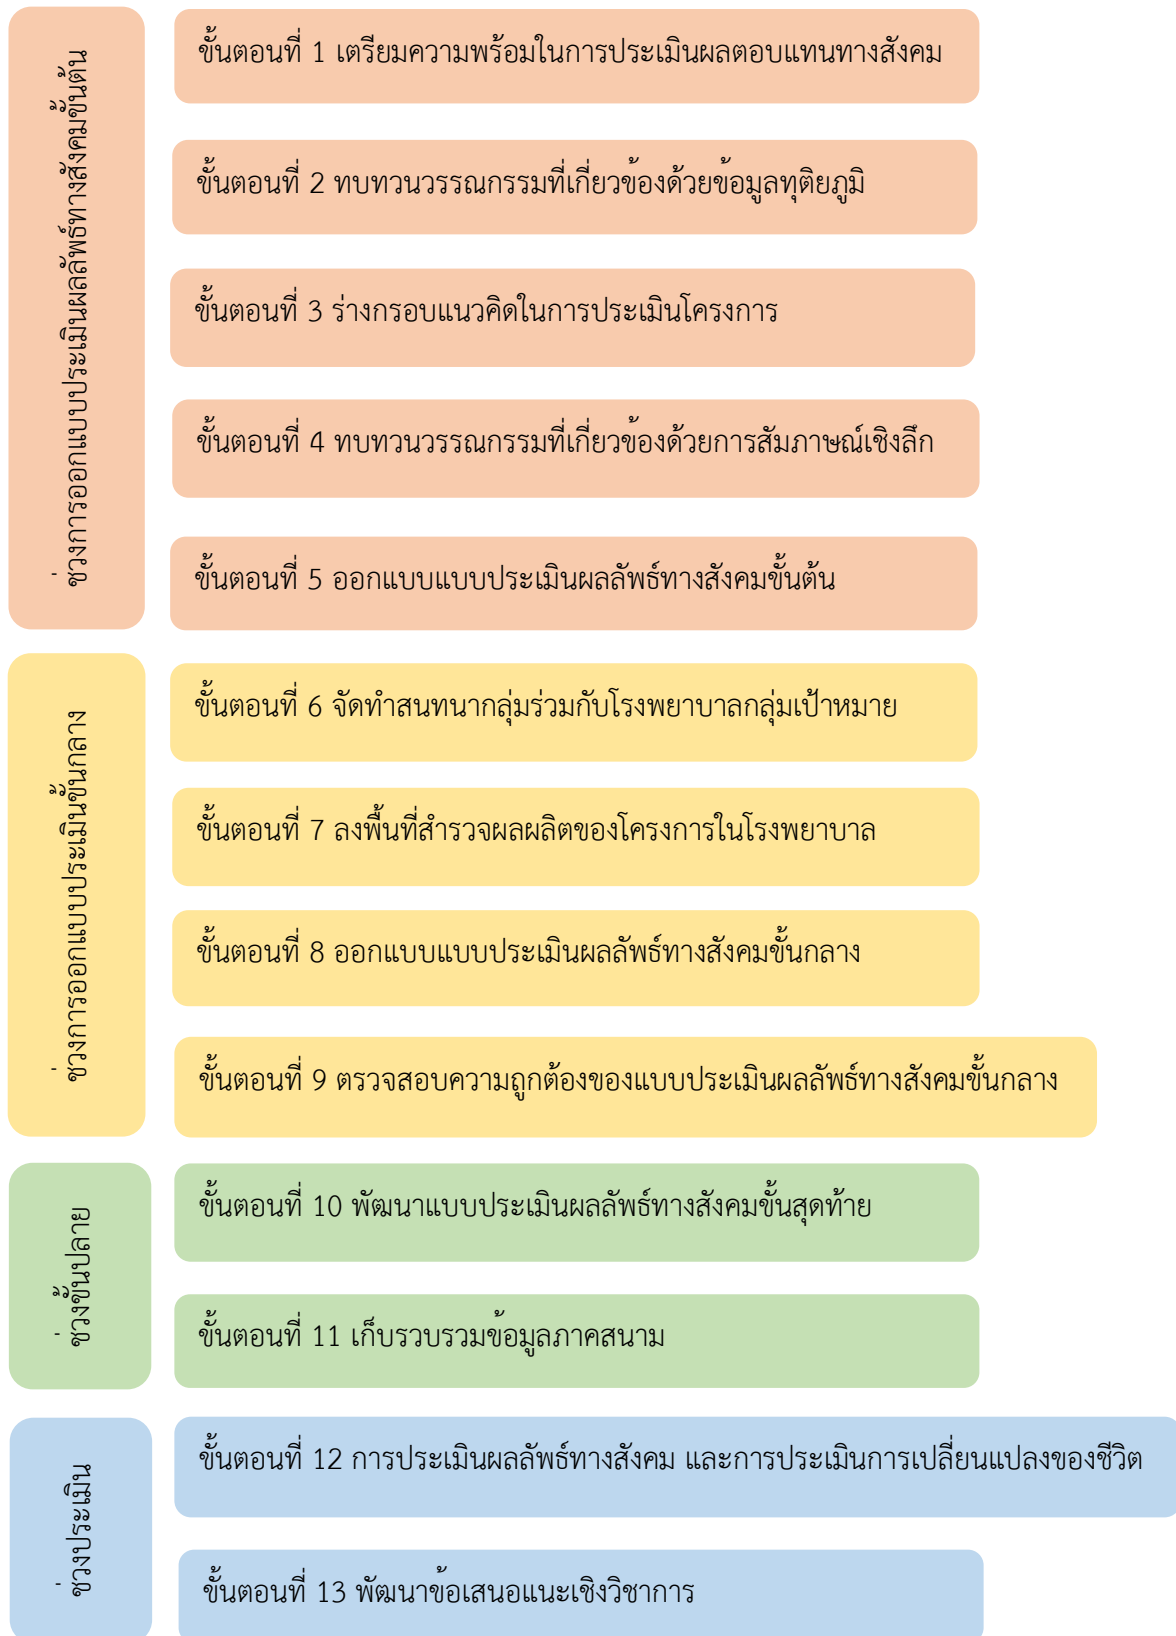 ช่วงการออกแบบประเมินผลลัพธ์ทางสังคมขั้นต้น
ขั้นตอนที่ 1 เตรียมความพร้อมในการประเมินผลตอบแทนทางสังคม
ขั้นตอนที่ 2 ทบทวนวรรณกรรมที่เกี่ยวข้องด้วยข้อมูลทุติยภูมิ
ขั้นตอนที่ 3 ร่างกรอบแนวคิดในการประเมินโครงการ
ขั้นตอนที่ 4 ทบทวนวรรณกรรมที่เกี่ยวข้องด้วยการสัมภาษณ์เชิงลึก
ขั้นตอนที่ 5 ออกแบบแบบประเมินผลลัพธ์ทางสังคมขั้นต้น
ช่วงการออกแบบประเมินขั้นกลาง
ขั้นตอนที่ 6 จัดทำสนทนากลุ่มร่วมกับโรงพยาบาลกลุ่มเป้าหมาย
ขั้นตอนที่ 7 ลงพื้นที่สำรวจผลผลิตของโครงการในโรงพยาบาล
ขั้นตอนที่ 8 ออกแบบแบบประเมินผลลัพธ์ทางสังคมขั้นกลาง
ขั้นตอนที่ 9 ตรวจสอบความถูกต้องของแบบประเมินผลลัพธ์ทางสังคมขั้นกลาง
ช่วงขั้นปลาย
ขั้นตอนที่ 10 พัฒนาแบบประเมินผลลัพธ์ทางสังคมขั้นสุดท้าย
ขั้นตอนที่ 11 เก็บรวบรวมข้อมูลภาคสนาม
ช่วงประเมิน
ขั้นตอนที่ 12 การประเมินผลลัพธ์ทางสังคม และการประเมินการเปลี่ยนแปลงของชีวิต
ขั้นตอนที่ 13 พัฒนาข้อเสนอแนะเชิงวิชาการ